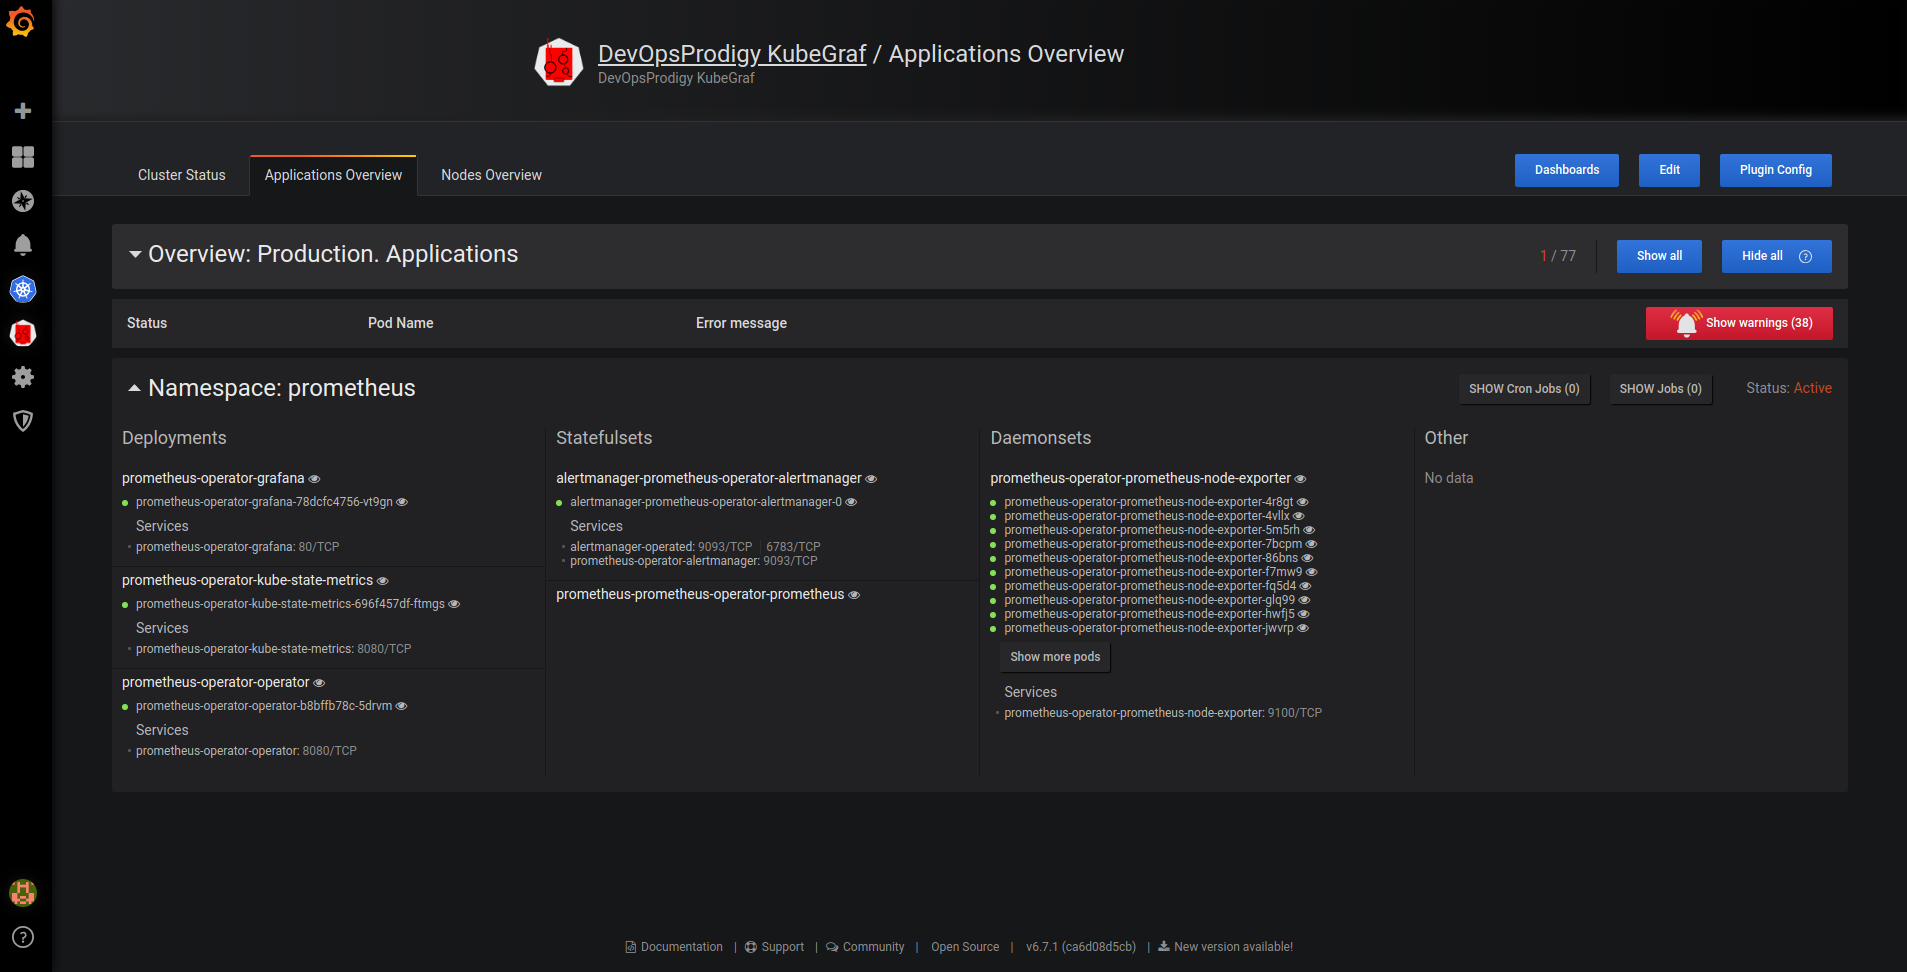 DevOpsProdigy KubeGraf / Applications Overview
DevOpsProdigy KubeGraf
Cluster Status
Applications Overview
Nodes Overview
Dashboards
Edit
Plugin Config
Overview: Production. Applications
1 / 77
Show all
Hide all
Status
Pod Name
Error message
Show warnings (38)
Namespace: prometheus
SHOW Cron Jobs (0)
SHOW Jobs (0)
Status: Active
Deployments
prometheus-operator-grafana
prometheus-operator-grafana-78dcfc4756-vt9gn
Services
prometheus-operator-grafana: 80/TCP
prometheus-operator-kube-state-metrics
prometheus-operator-kube-state-metrics-696f457df-ftmgs
Services
prometheus-operator-kube-state-metrics: 8080/TCP
prometheus-operator-operator
prometheus-operator-operator-b8bffb78c-5drvm
Services
prometheus-operator-operator: 8080/TCP
Statefulsets
alertmanager-prometheus-operator-alertmanager
alertmanager-prometheus-operator-alertmanager-0
Services
alertmanager-operated: 9093/TCP | 6783/TCP
prometheus-operator-alertmanager: 9093/TCP
prometheus-prometheus-operator-prometheus
Daemonsets
prometheus-operator-prometheus-node-exporter
prometheus-operator-prometheus-node-exporter-4r8gt
prometheus-operator-prometheus-node-exporter-4vllx
prometheus-operator-prometheus-node-exporter-5m5rh
prometheus-operator-prometheus-node-exporter-7bcpm
prometheus-operator-prometheus-node-exporter-86bns
prometheus-operator-prometheus-node-exporter-f7mw9
prometheus-operator-prometheus-node-exporter-fq5d4
prometheus-operator-prometheus-node-exporter-glq99
prometheus-operator-prometheus-node-exporter-hwfj5
prometheus-operator-prometheus-node-exporter-jwvrp
Show more pods
Services
prometheus-operator-prometheus-node-exporter: 9100/TCP
Other
No data
Documentation | Support | Community | Open Source | v6.7.1 (ca6d08d5cb) | New version available!